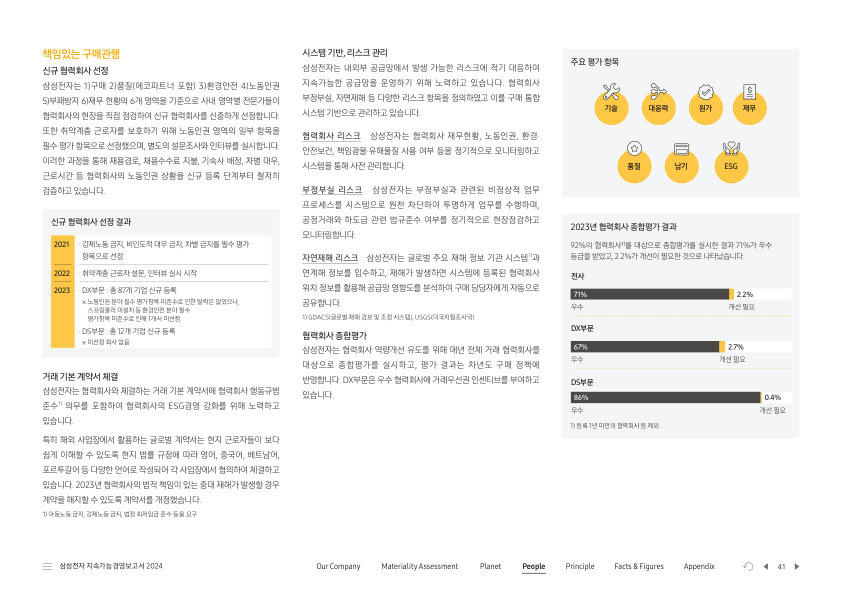 책임있는 구매관행
신규 협력회사 선정
삼성전자는 1)구매 2)품질(에코파트너 포함) 3)환경안전 4)노동인권
5)부패방지 6)재무 현황의 6개 영역을 기준으로 사내 영역별 전문가들이
협력회사의 현장을 직접 점검하여 신규 협력회사를 신중하게 선정합니다.
또한 취약계층 근로자를 보호하기 위해 노동인권 영역의 일부 항목을
필수 평가 항목으로 선정했으며, 별도의 설문조사와 인터뷰를 실시합니다.
이러한 과정을 통해 채용경로, 채용수수료 지불, 기숙사 배정, 차별 대우,
근로시간 등 협력회사의 노동인권 상황을 신규 등록 단계부터 철저히
검증하고 있습니다.
신규 협력회사 선정 결과
2021 · 강제노동 금지, 비인도적 대우 금지, 차별 금지를 필수 평가
항목으로 선정
2022 · 취약계층 근로자 설문, 인터뷰 실시 시작
2023 · DX부문 : 총 87개 기업 신규 등록
※ 노동인권 분야 필수 평가항목 미준수로 인한 탈락은 없었으나,
스프링클러 미설치 등 환경안전 분야 필수
평가항목 미준수로 인해 1개사 미선정
· DS부문 : 총 12개 기업 신규 등록
※ 미선정 회사 없음
거래 기본 계약서 체결
삼성전자는 협력회사와 체결하는 거래 기본 계약서에 협력회사 행동규범
준수1) 의무를 포함하여 협력회사의 ESG경영 강화를 위해 노력하고
있습니다.
특히 해외 사업장에서 활용하는 글로벌 계약서는 현지 근로자들이 보다
쉽게 이해할 수 있도록 현지 법률 규정에 따라 영어, 중국어, 베트남어,
포르투갈어 등 다양한 언어로 작성되어 각 사업장에서 협의하여 체결하고
있습니다. 2023년 협력회사의 법적 책임이 있는 중대 재해가 발생할 경우
계약을 해지할 수 있도록 계약서를 개정했습니다.
1) 아동노동 금지, 강제노동 금지, 법정 최저임금 준수 등을 요구
시스템 기반, 리스크 관리
삼성전자는 내외부 공급망에서 발생 가능한 리스크에 적기 대응하여
지속가능한 공급망을 운영하기 위해 노력하고 있습니다. 협력회사
부정부실, 자연재해 등 다양한 리스크 항목을 정의하였고 이를 구매 통합
시스템 기반으로 관리하고 있습니다.
협력회사 리스크 삼성전자는 협력회사 재무현황, 노동인권, 환경·
안전보건, 책임광물·유해물질 사용 여부 등을 정기적으로 모니터링하고
시스템을 통해 사전 관리합니다.
부정부실 리스크 삼성전자는 부정부실과 관련된 비정상적 업무
프로세스를 시스템으로 원천 차단하여 투명하게 업무를 수행하며,
공정거래와 하도급 관련 법규준수 여부를 정기적으로 현장점검하고
모니터링합니다.
자연재해 리스크 삼성전자는 글로벌 주요 재해 정보 기관 시스템1)과
연계해 정보를 입수하고, 재해가 발생하면 시스템에 등록된 협력회사
위치 정보를 활용해 공급망 영향도를 분석하여 구매 담당자에게 자동으로
공유합니다.
1) GDACS(글로벌 재해 경보 및 조정 시스템), USGS(미국지질조사국)
협력회사 종합평가
삼성전자는 협력회사 역량개선 유도를 위해 매년 전체 거래 협력회사를
대상으로 종합평가를 실시하고, 평가 결과는 차년도 구매 정책에
반영합니다. DX부문은 우수 협력회사에 거래우선권 인센티브를 부여하고
있습니다.
주요 평가 항목
기술 대응력 원가 재무
품질 납기 ESG
2023년 협력회사 종합평가 결과
92%의 협력회사1)를 대상으로 종합평가를 실시한 결과 71%가 우수
등급을 받았고, 2.2%가 개선이 필요한 것으로 나타났습니다.
전사
71% 2.2%
우수 개선 필요
DX부문
67% 2.7%
우수 개선 필요
DS부문
86% 0.4%
우수 개선 필요
1) 등록 1년 미만의 협력회사 등 제외
삼성전자 지속가능경영보고서 2024 Our Company Materiality Assessment Planet People Principle Facts & Figures Appendix 41